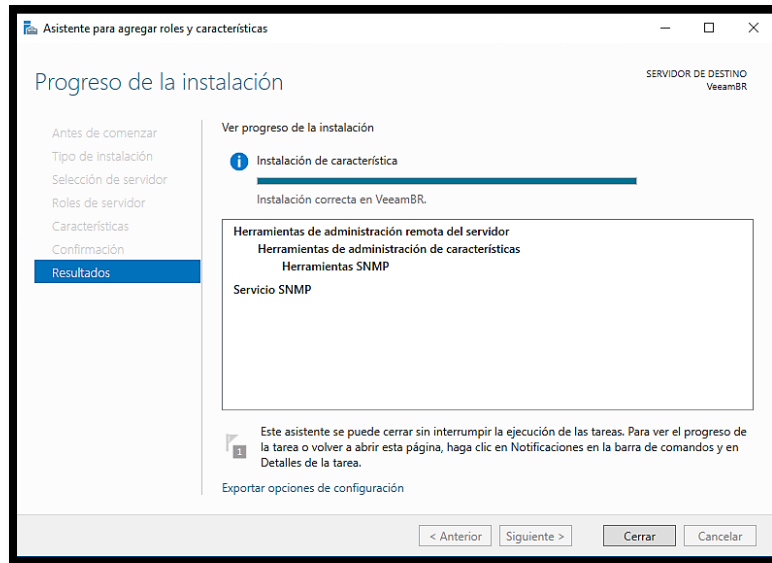 Asistente para agregar roles y características
Progreso de la instalación
SERVIDOR DE DESTINO
VeeamBR
Antes de comenzar
Tipo de instalación
Selección de servidor
Roles de servidor
Características
Confirmación
Resultados
Ver progreso de la instalación
Instalación de característica
Instalación correcta en VeeamBR.
Herramientas de administración remota del servidor
Herramientas de administración de características
Herramientas SNMP
Servicio SNMP
1
Este asistente se puede cerrar sin interrumpir la ejecución de las tareas. Para ver el progreso de
la tarea o volver a abrir esta página, haga clic en Notificaciones en la barra de comandos y en
Detalles de la tarea.
Exportar opciones de configuración
< Anterior
Siguiente >
Cerrar
Cancelar